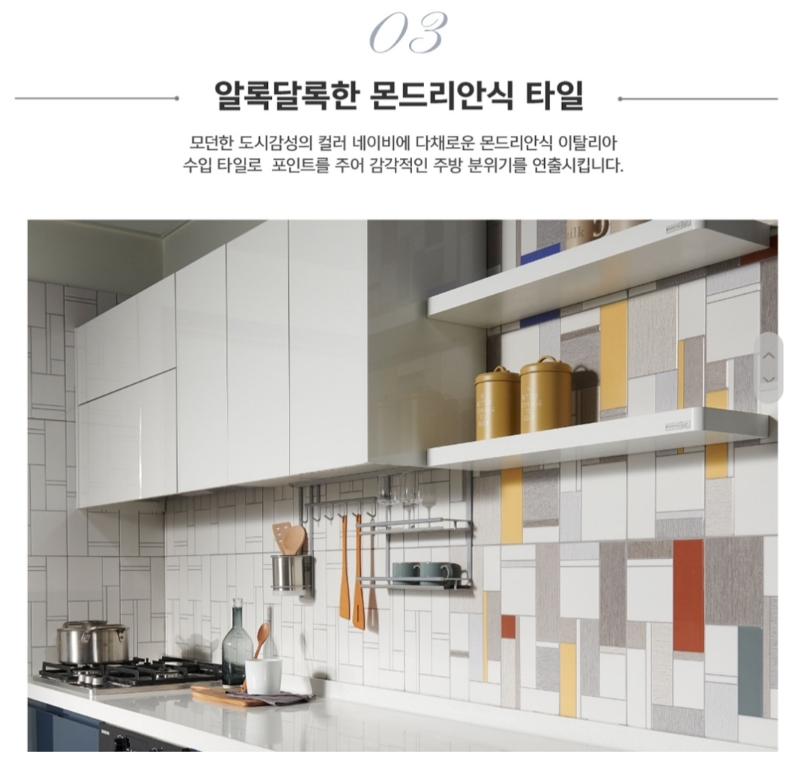 03
알록달록한 몬드리안식 타일
모던한 도시감성의 컬러 네이비에 다채로운 몬드리안식 이탈리아
수입 타일로 포인트를 주어 감각적인 주방 분위기를 연출시킵니다.